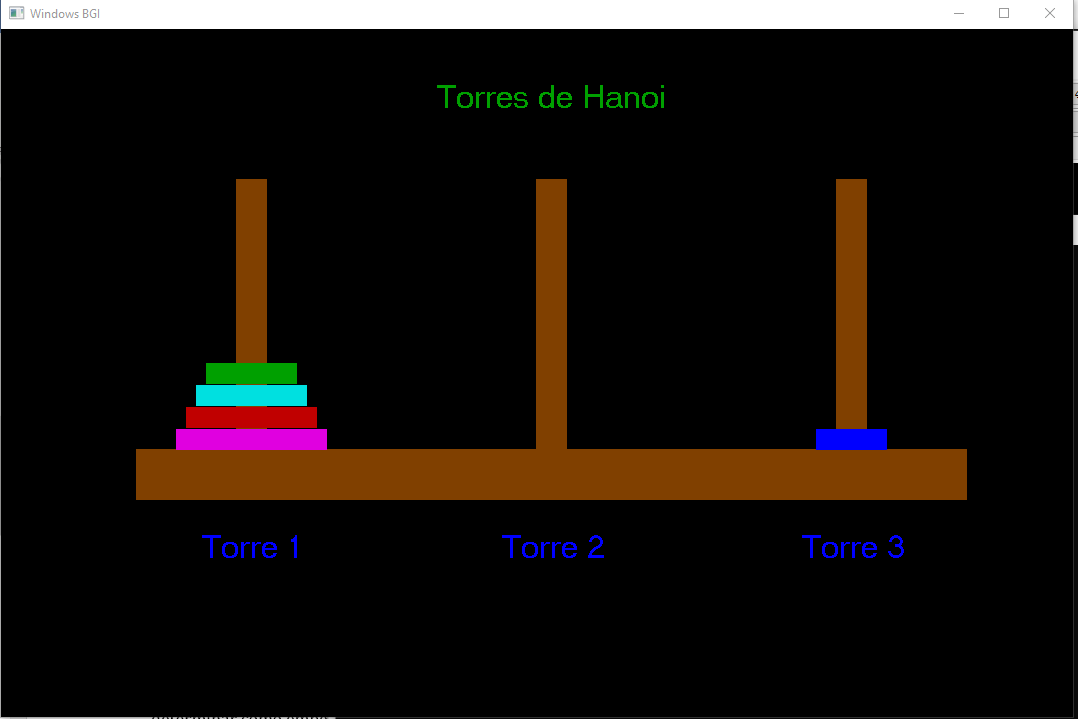 Windows BGI
Torres de Hanoi
Torre 1
Torre 2
Torre 3